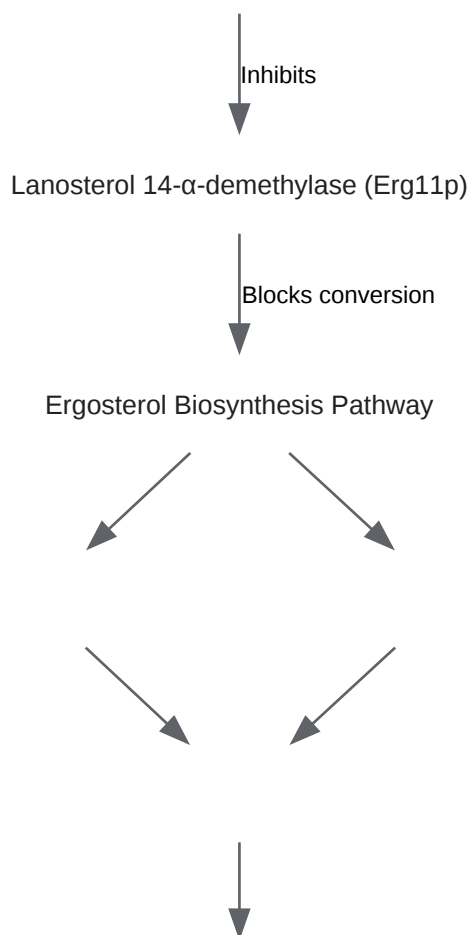 Inhibits
Lanosterol 14-α-demethylase (Erg11p)
Blocks conversion
Ergosterol Biosynthesis Pathway